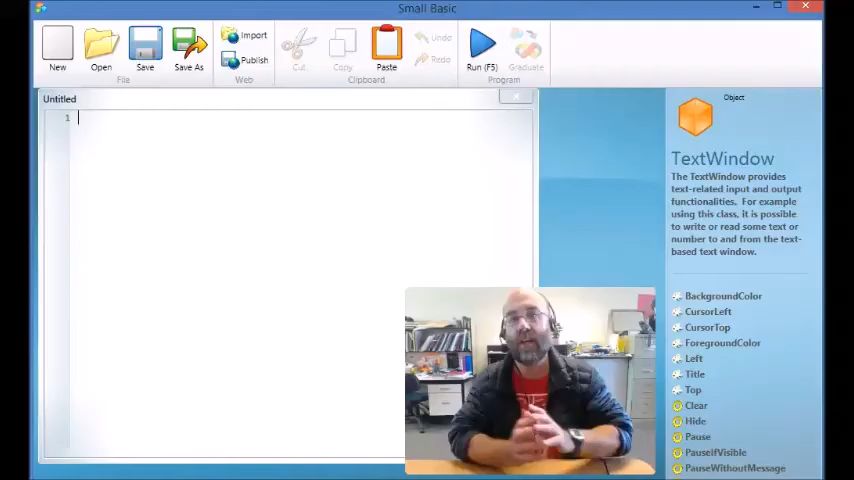 Small Basic
New
Open
Save
Save As
Import
Publish
Cut
Copy
Paste
Undo
Redo
Run (F5)
Graduate
File
Web
Clipboard
Program
Untitled
1
Object
TextWindow
The TextWindow provides
text-related input and output
functionalities. For example
using this class, it is possible
to write or read some text or
number to and from the text-
based text window.
BackgroundColor
CursorLeft
CursorTop
ForegroundColor
Left
Title
Top
Clear
Hide
Pause
PauseIfVisible
PauseWithoutMessage